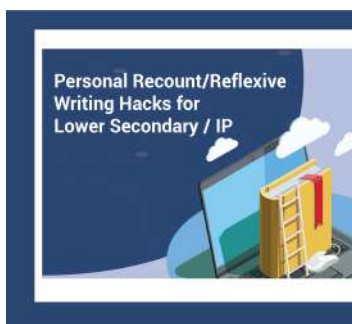 Personal Recount/Reflexive
Writing Hacks for
Lower Secondary / IP